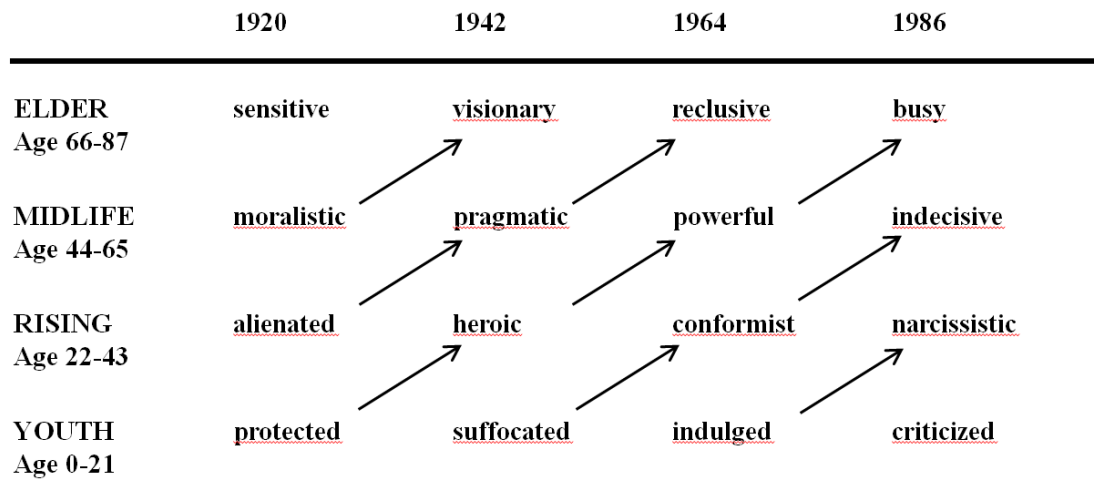 1920 1942 1964 1986
ELDER sensitive visionary reclusive busy
Age 66-87
MIDLIFE moralistic pragmatic powerful indecisive
Age 44-65
RISING alienated heroic conformist narcissistic
Age 22-43
YOUTH protected suffocated indulged criticized
Age 0-21